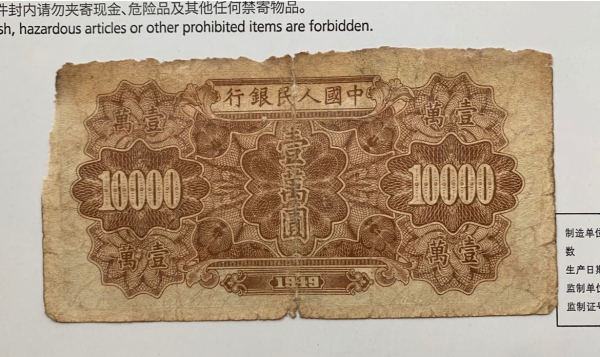 件封内请勿夹寄现金、危险品及其他任何禁寄物品。
sh, hazardous articles or other prohibited items are forbidden.
行銀民人國中
萬壹
萬壹
壹萬圓
10000
10000
萬壹
萬壹
1949
制造单位
数
生产日期
监制单位
监制证号